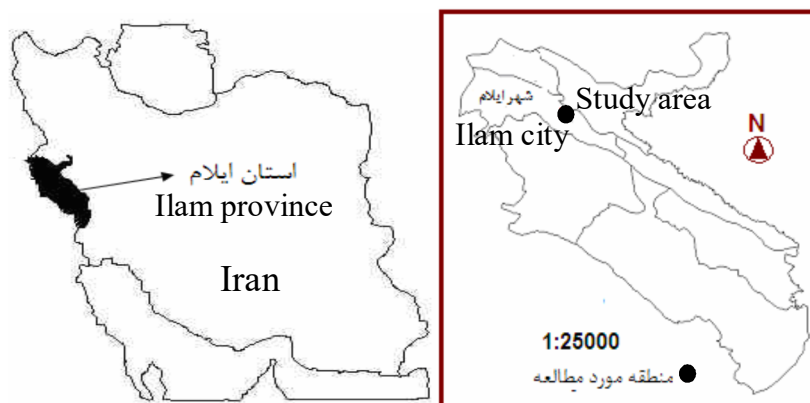 استان ایلام
Ilam province
Iran
شهر ایلام
Study area
Ilam city
N
1:25000
منطقه مورد مطالعه